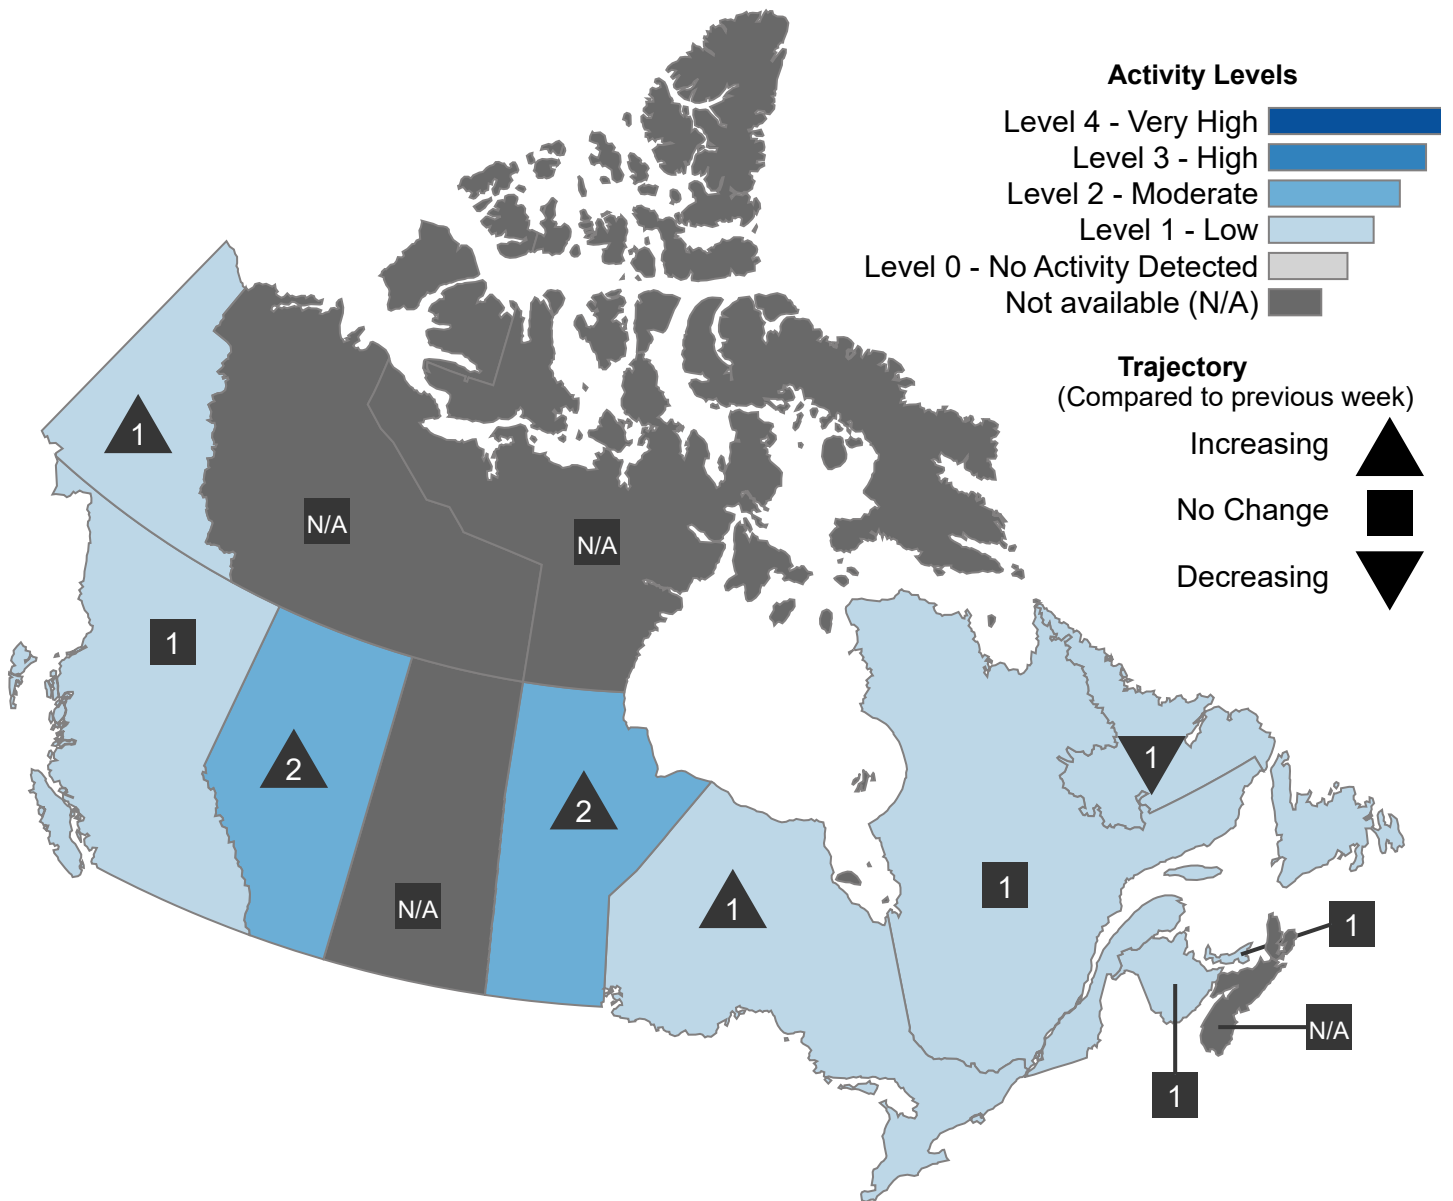 Activity Levels
Level 4 - Very High
Level 3 - High
Level 2 - Moderate
Level 1 - Low
Level 0 - No Activity Detected
Not available (N/A)
Trajectory
(Compared to previous week)
Increasing
No Change
Decreasing
1
N/A
N/A
1
2
2
1
N/A
1
1
1
N/A
1